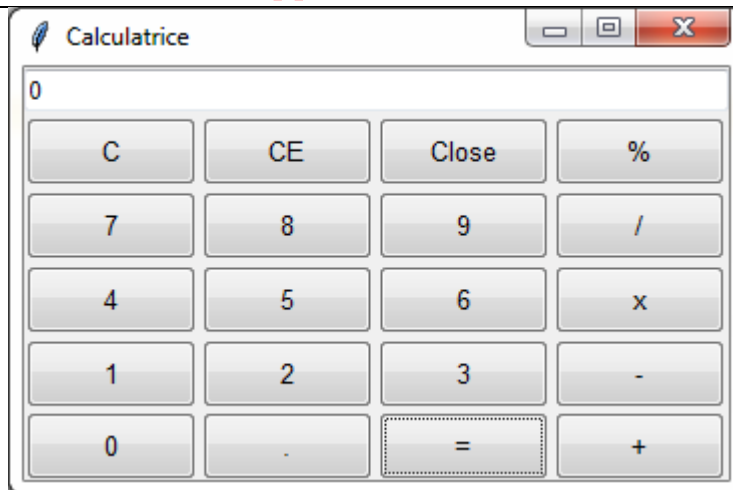 Calculatrice
0
C CE Close %
7 8 9 /
4 5 6 x
1 2 3 -
0 . = +